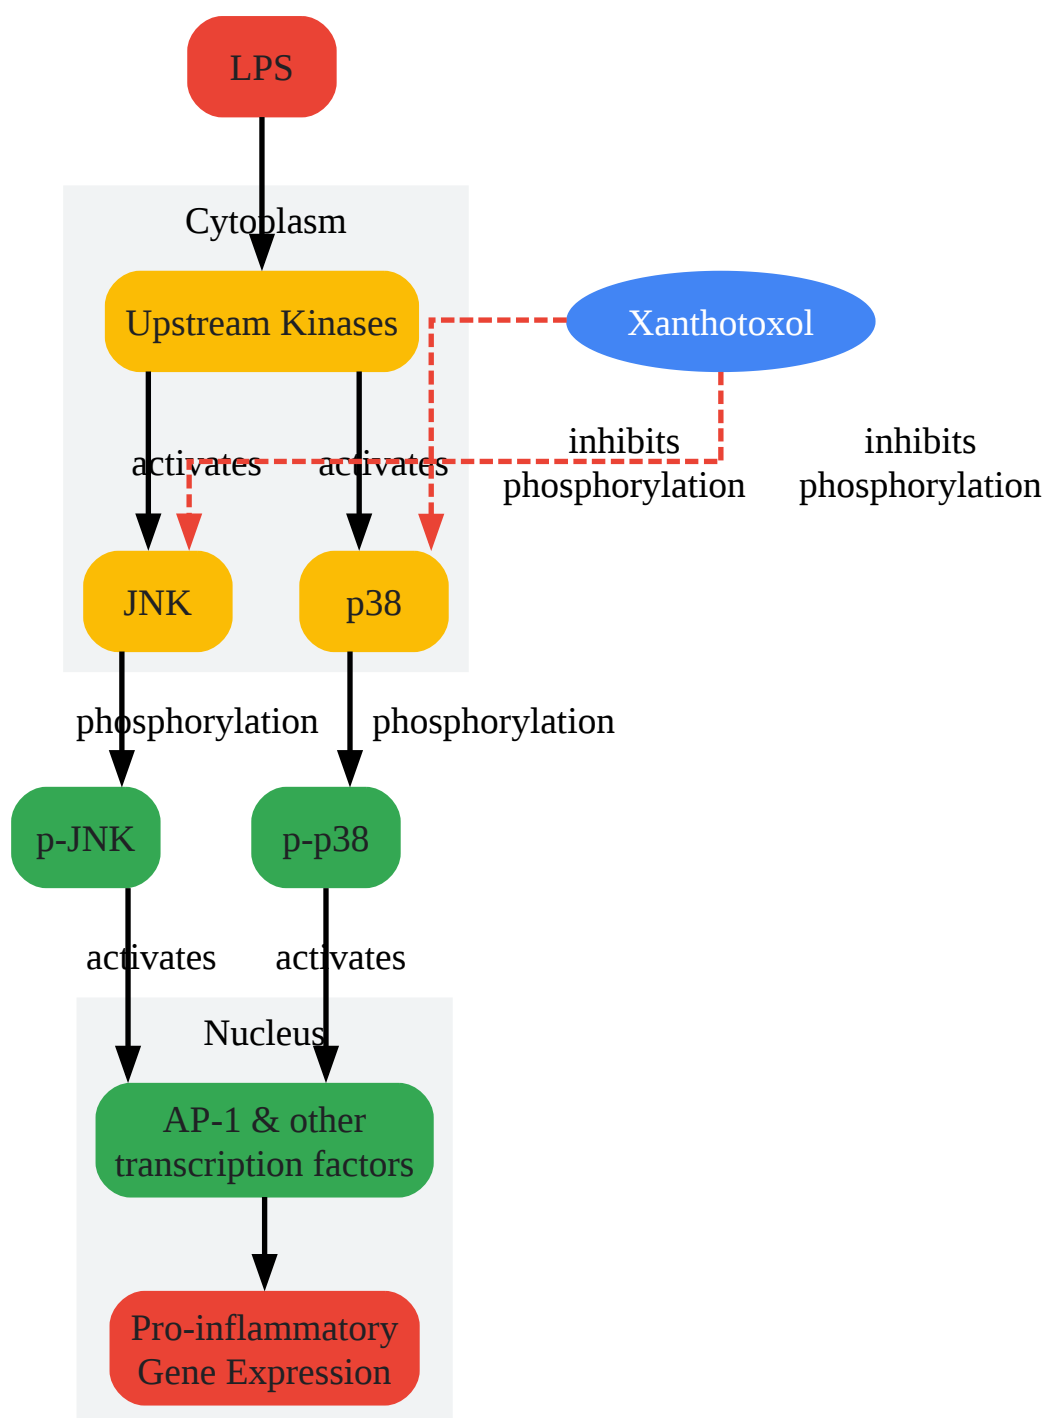 LPS
Cytoplasm
Upstream Kinases
Xanthotoxol
activates
activates
inhibits
phosphorylation
inhibits
phosphorylation
JNK
p38
phosphorylation
phosphorylation
p-JNK
p-p38
activates
activates
Nucleus
AP-1 & other
transcription factors
Pro-inflammatory
Gene Expression